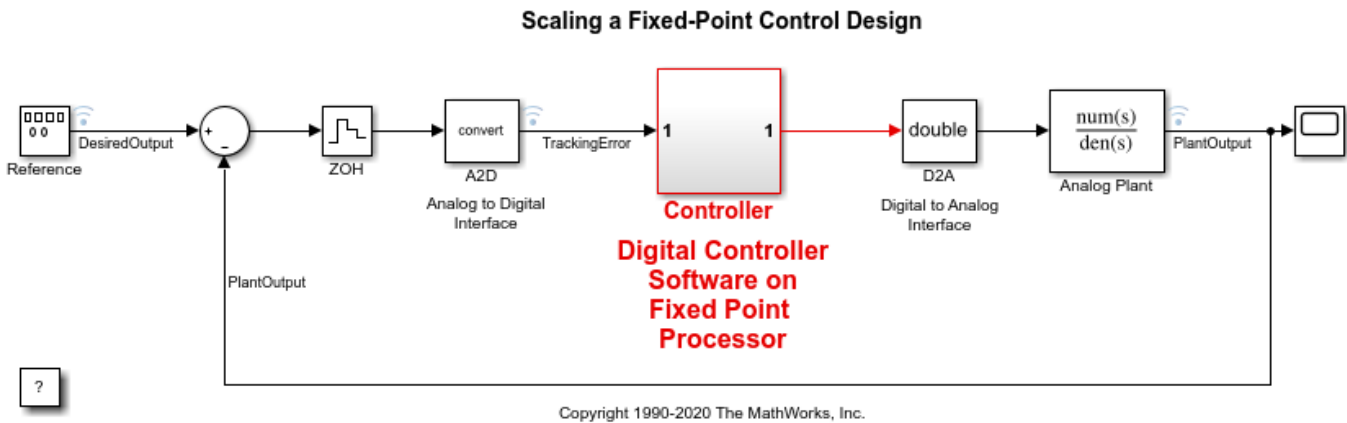 Scaling a Fixed-Point Control Design
DesiredOutput
Reference
+
−
ZOH
convert
A2D
Analog to Digital
Interface
TrackingError
1
1
Controller
Digital Controller
Software on
Fixed Point
Processor
double
D2A
Digital to Analog
Interface
num(s)
den(s)
Analog Plant
PlantOutput
PlantOutput
?
Copyright 1990-2020 The MathWorks, Inc.